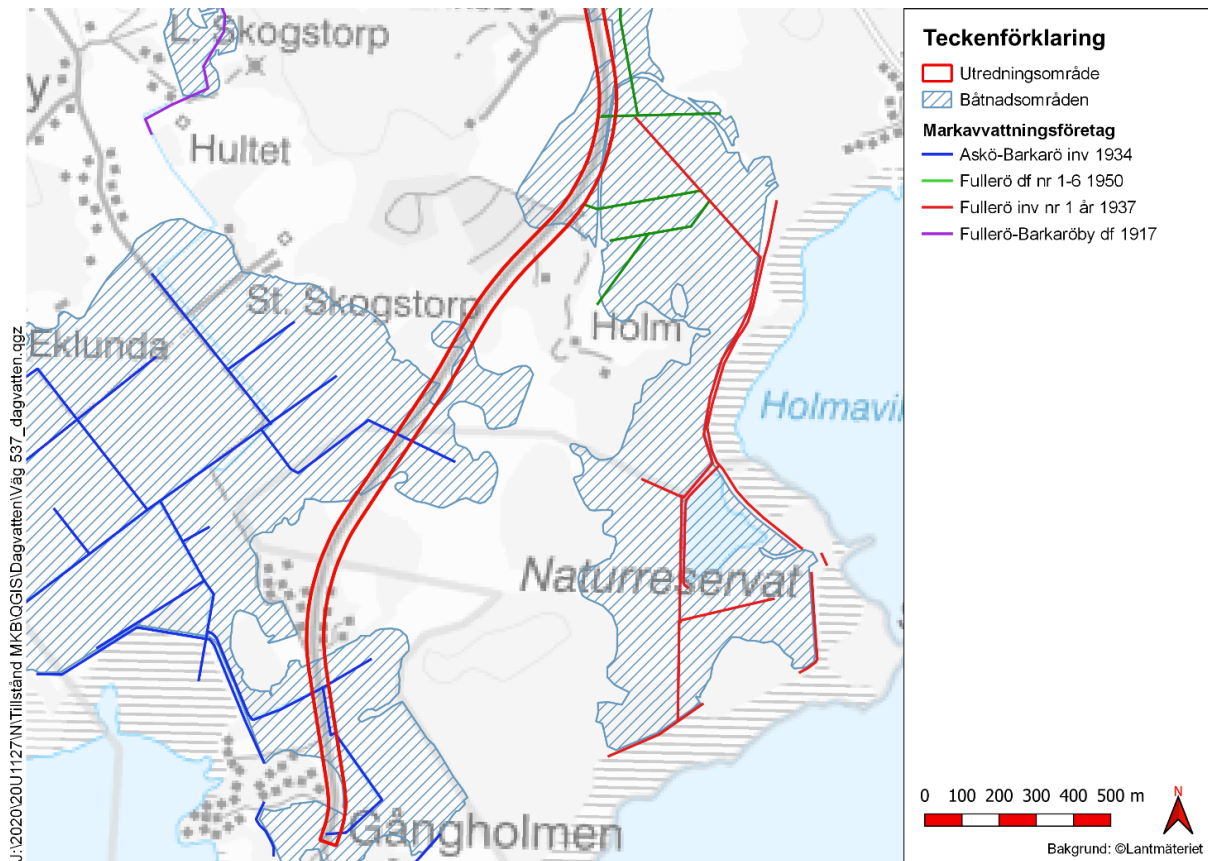 L. Skogstorp
y
Hultet
St. Skogstorp
Eklunda
Holm
Holmavi
Naturreservat
Gångholmen
J:\2020\20U1127\N\Tillstånd MKB\QGIS\Dagvatten\Väg 537_dagvatten.qgz
Teckenförklaring
Utredningsområde
Båtnadsområden
Markavvattningsföretag
Askö-Barkarö inv 1934
Fullerö df nr 1-6 1950
Fullerö inv nr 1 år 1937
Fullerö-Barkaröby df 1917
0 100 200 300 400 500 m
N
Bakgrund: ©Lantmäteriet